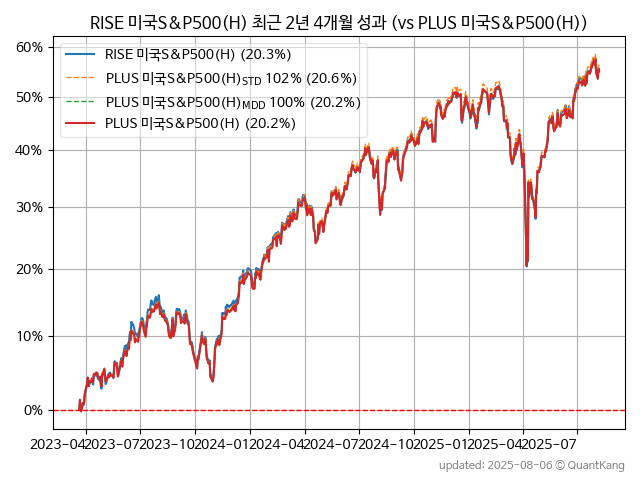 RISE 미국S&P500(H) 최근 2년 4개월 성과 (vs PLUS 미국S&P500(H))
60%
50%
40%
30%
20%
10%
0%
RISE 미국S&P500(H) (20.3%)
PLUS 미국S&P500(H)STD 102% (20.6%)
PLUS 미국S&P500(H)MDD 100% (20.2%)
PLUS 미국S&P500(H) (20.2%)
2023-04 2023-07 2023-10 2024-01 2024-04 2024-07 2024-10 2025-01 2025-04 2025-07
updated: 2025-08-06 © QuantKang